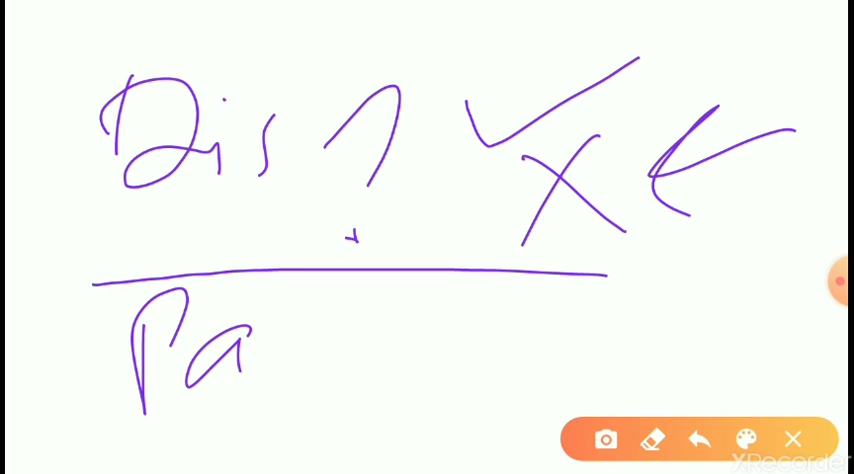 Dis ? ✓ X ←
Pa
XRecorder